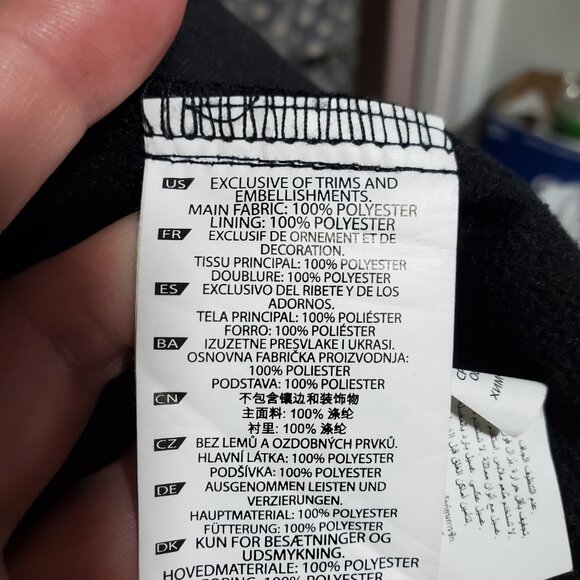 US EXCLUSIVE OF TRIMS AND
EMBELLISHMENTS.
MAIN FABRIC: 100% POLYESTER
LINING: 100% POLYESTER
FR EXCLUSIF DE ORNEMENT ET DE
DECORATION.
TISSU PRINCIPAL: 100% POLYESTER
DOUBLURE: 100% POLYESTER
ES EXCLUSIVO DEL RIBETE Y DE LOS
ADORNOS.
TELA PRINCIPAL: 100% POLIÉSTER
FORRO: 100% POLIÉSTER
BA IZUZETNE PRESVLAKE I UKRASI.
OSNOVNA FABRIČKA PROIZVODNJA:
100% POLIESTER
PODSTAVA: 100% POLIESTER
CN 不包含镶边和装饰物
主面料: 100% 涤纶
衬里: 100% 涤纶
CZ BEZ LEMŮ A OZDOBNÝCH PRVKŮ.
HLAVNÍ LÁTKA: 100% POLYESTER
PODŠÍVKA: 100% POLYESTER
DE AUSGENOMMEN LEISTEN UND
VERZIERUNGEN.
HAUPTMATERIAL: 100% POLYESTER
FÜTTERUNG: 100% POLYESTER
DK KUN FOR BESÆTNINGER OG
UDSMYKNING.
HOVEDMATERIALE: 100% POLYESTER